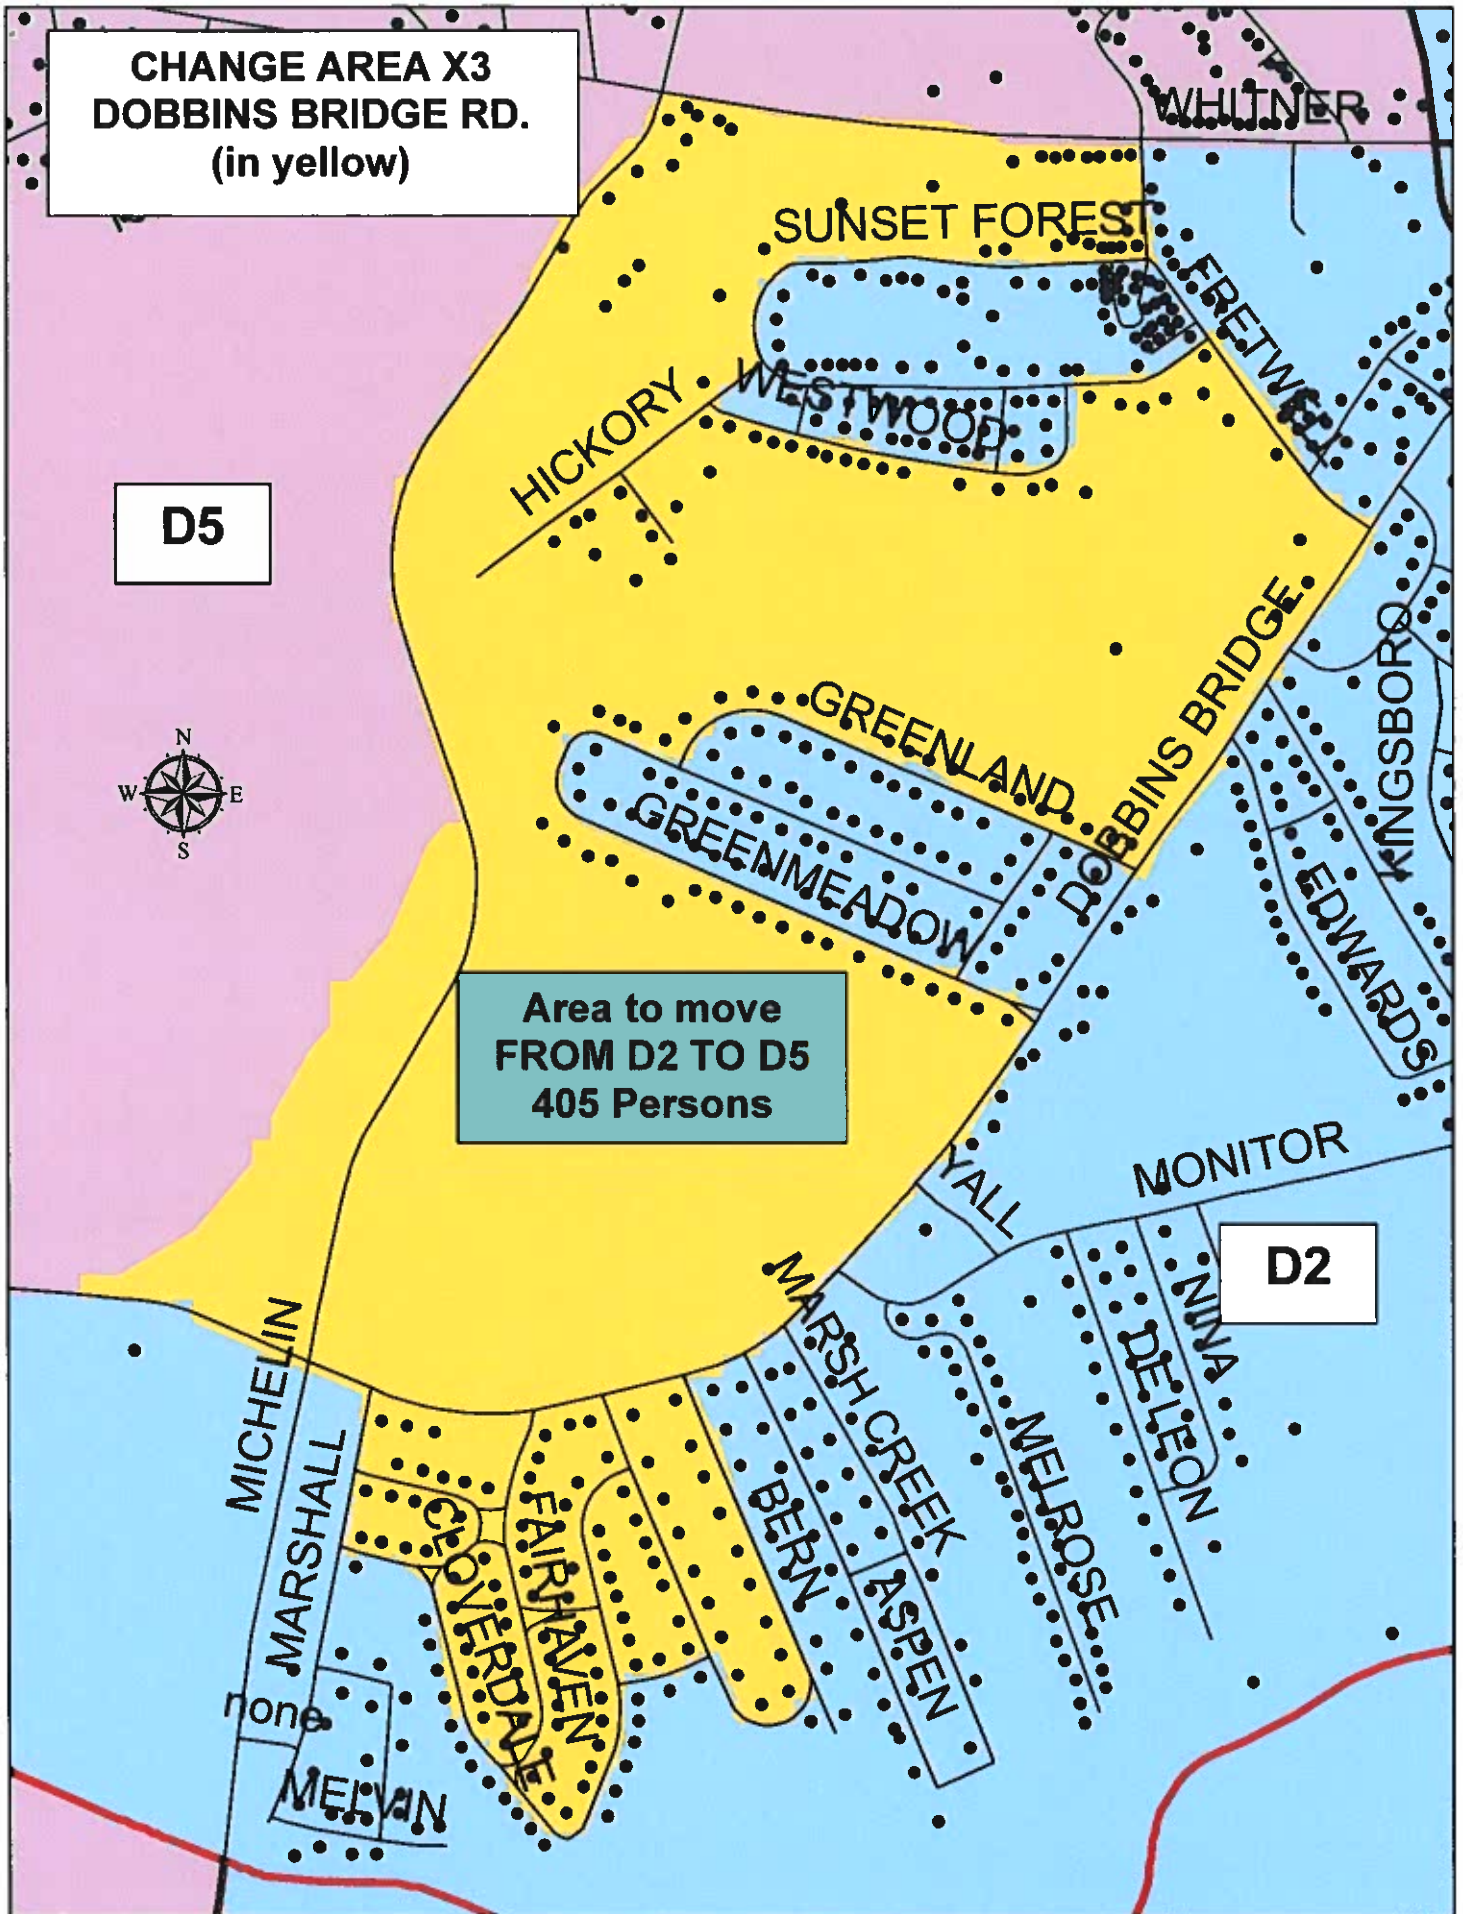 CHANGE AREA X3
DOBBINS BRIDGE RD.
(in yellow)
WHITNER
SUNSET FOREST
FRETWELL
WESTWOOD
HICKORY
D5
KINGSBORO
DOBBINS BRIDGE
GREENLAND
N
W E
S
GREENMEADOW
EDWARDS
Area to move
FROM D2 TO D5
405 Persons
MONITOR
YALL
D2
NINA
MARSH CREEK
DELEON
MICHELIN
MARSHALL
MELROSE
BERN
FAIRHAVEN
CLOVERDALE
ASPEN
none
MELVIN